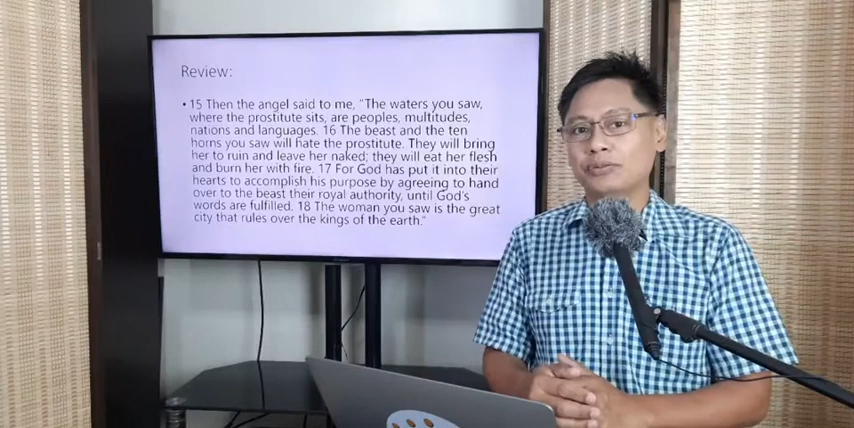 Review:
• 15 Then the angel said to me, “The waters you saw,
where the prostitute sits, are peoples, multitudes,
nations and languages. 16 The beast and the ten
horns you saw will hate the prostitute. They will bring
her to ruin and leave her naked; they will eat her flesh
and burn her with fire. 17 For God has put it into their
hearts to accomplish his purpose by agreeing to hand
over to the beast their royal authority, until God’s
words are fulfilled. 18 The woman you saw is the great
city that rules over the kings of the earth.”